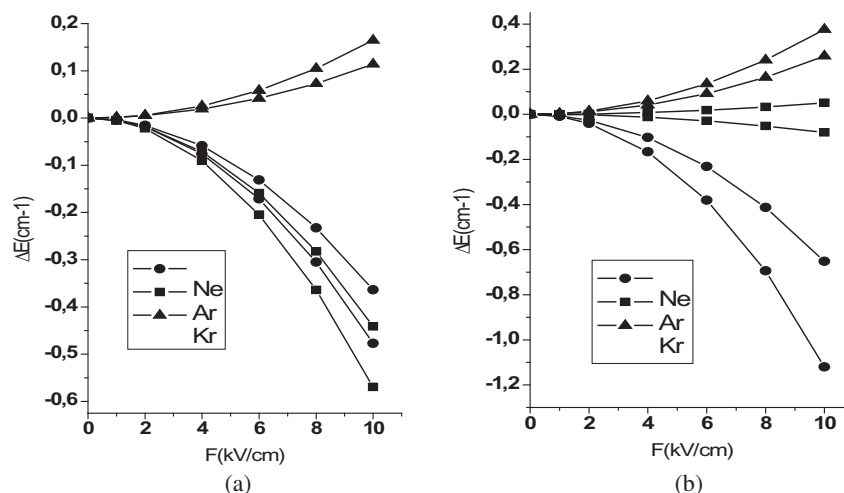 0,2
0,1
0,0
-0,1
-0,2
-0,3
-0,4
-0,5
-0,6
ΔE(cm-1)
Ne
Ar
Kr
0 2 4 6 8 10
F(kV/cm)
(a)
0,4
0,2
0,0
-0,2
-0,4
-0,6
-0,8
-1,0
-1,2
ΔE(cm-1)
Ne
Ar
Kr
0 2 4 6 8 10
F(kV/cm)
(b)